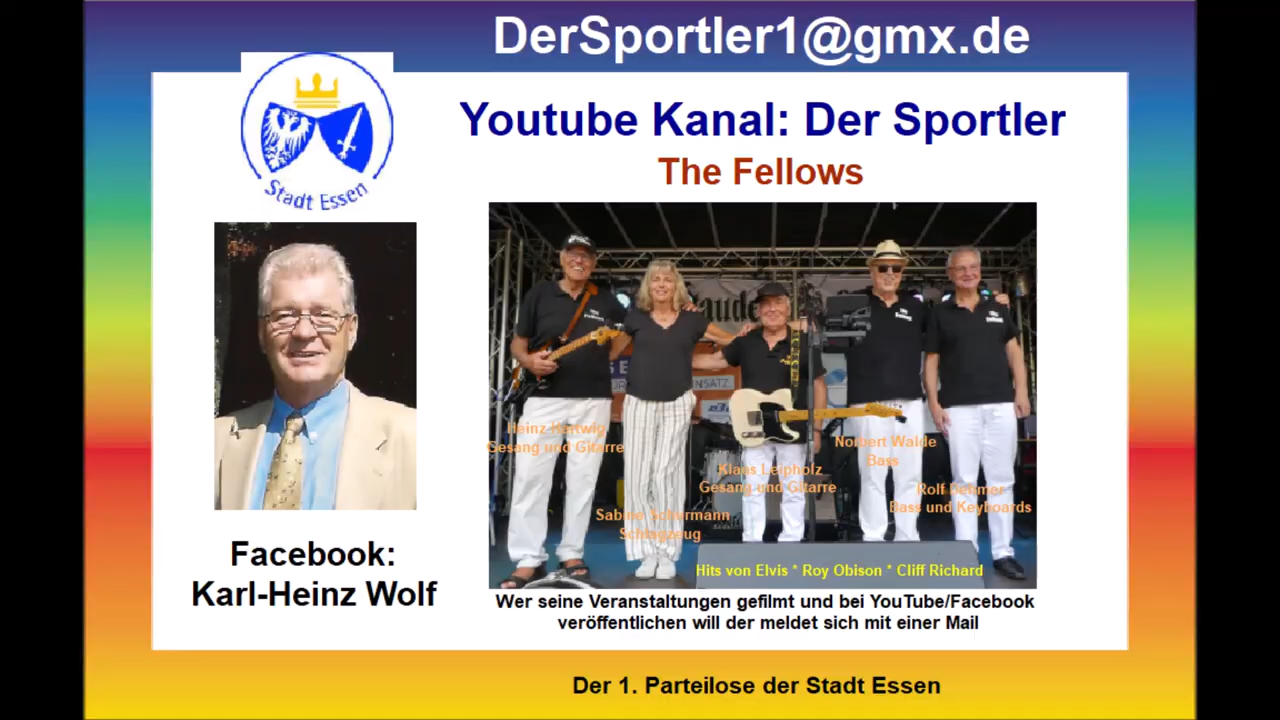 DerSportler1@gmx.de
Youtube Kanal: Der Sportler
The Fellows
Stadt Essen
Heinz Hartwig
Gesang und Gitarre
Norbert Walde
Bass
Klaus Leipholz
Gesang und Gitarre
Rolf
Bass und Keyboards
Sabine
Schlagzeug
Hits von Elvis * Roy Obison * Cliff Richard
Facebook:
Karl-Heinz Wolf
Wer seine Veranstaltungen gefilmt und bei YouTube/Facebook
veröffentlichen will der meldet sich mit einer Mail
Der 1. Parteilose der Stadt Essen